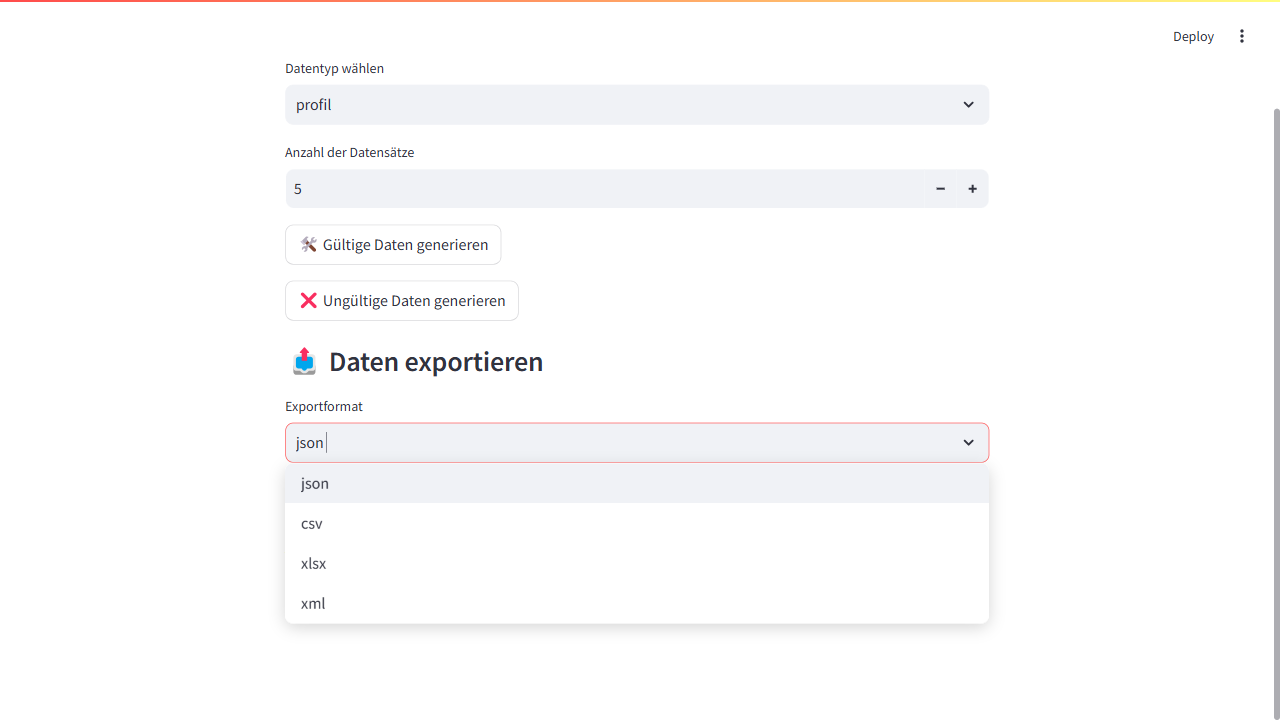 Deploy
Datentyp wählen
profil
Anzahl der Datensätze
5
Gültige Daten generieren
Ungültige Daten generieren
Daten exportieren
Exportformat
json
json
csv
xlsx
xml